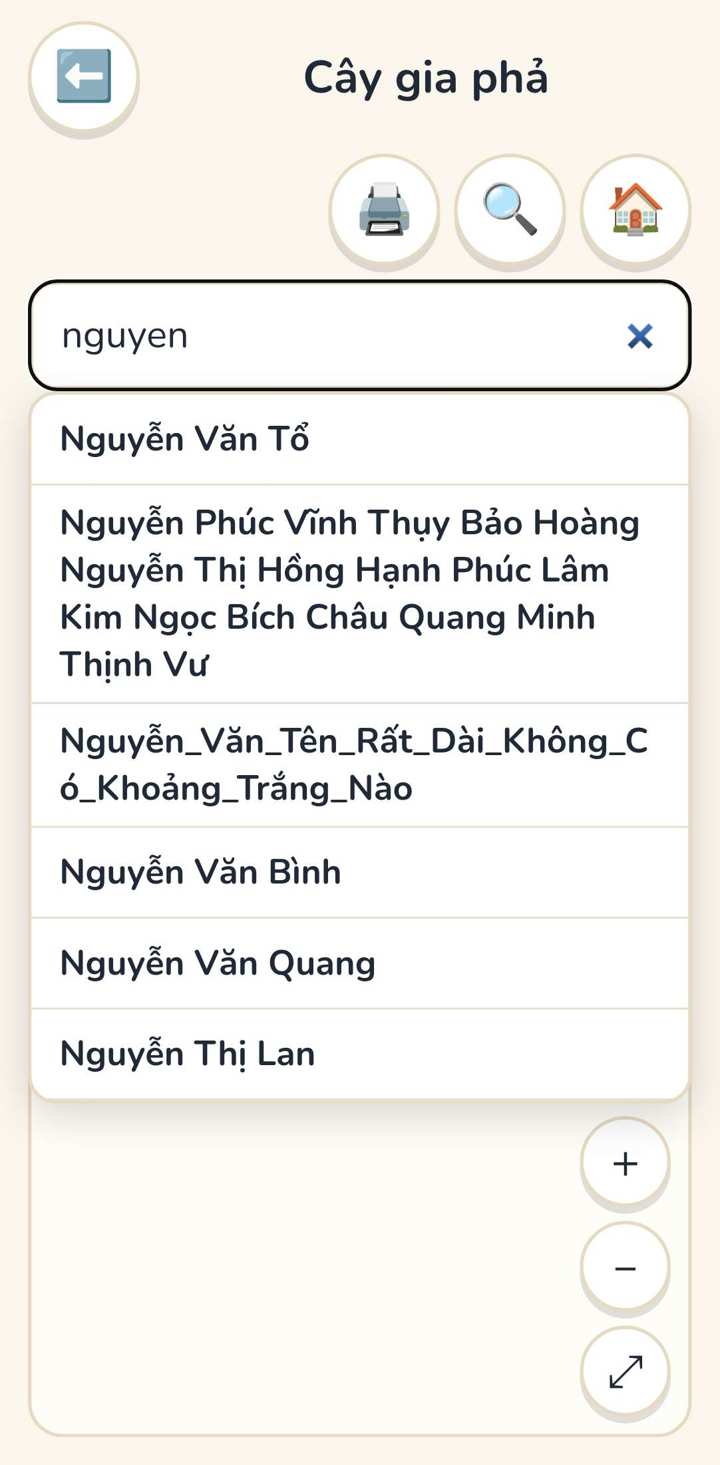 Cây gia phả
nguyen
Nguyễn Văn Tổ
Nguyễn Phúc Vĩnh Thụy Bảo Hoàng
Nguyễn Thị Hồng Hạnh Phúc Lâm
Kim Ngọc Bích Châu Quang Minh
Thịnh Vư
Nguyễn_Văn_Tên_Rất_Dài_Không_C
ó_Khoảng_Trắng_Nào
Nguyễn Văn Bình
Nguyễn Văn Quang
Nguyễn Thị Lan